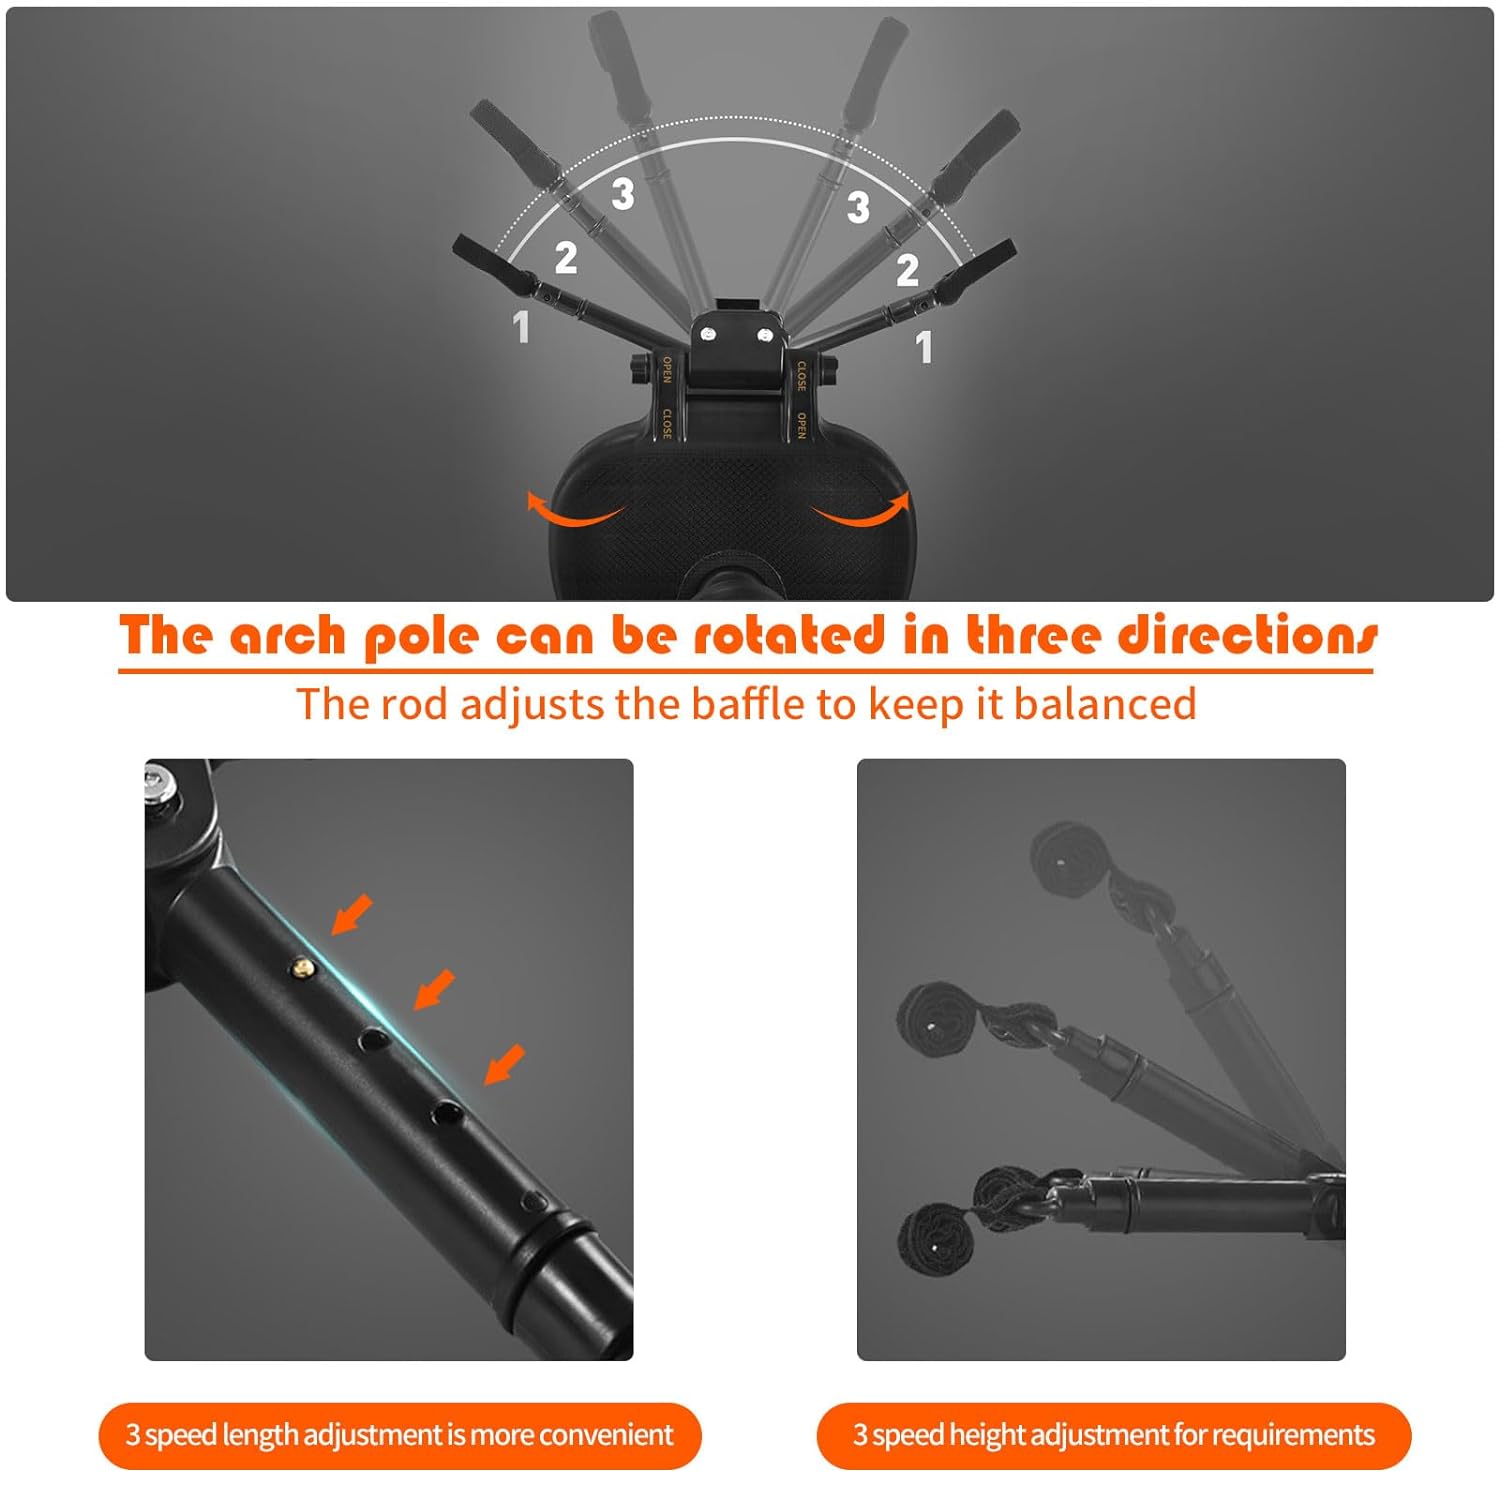 3
3
2
2
1
1
OPEN
CLOSE
CLOSE
OPEN
The arch pole can be rotated in three directions
The rod adjusts the baffle to keep it balanced
3 speed length adjustment is more convenient
3 speed height adjustment for requirements